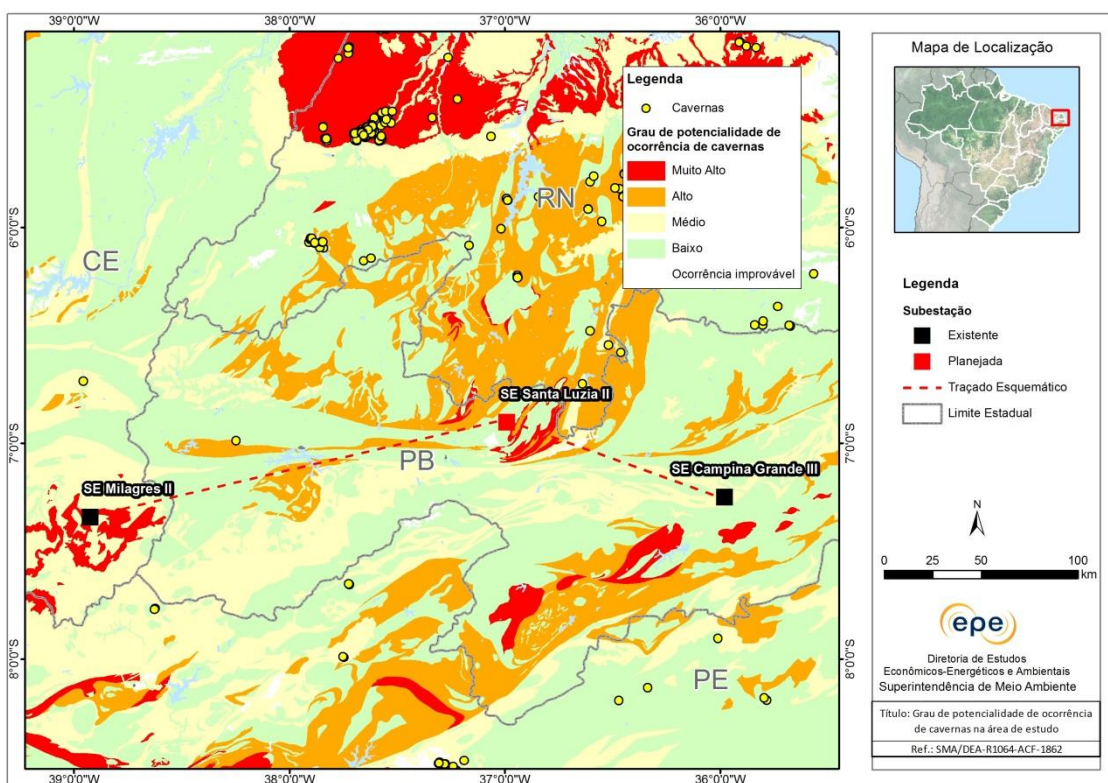 39°0'0"W
38°0'0"W
37°0'0"W
36°0'0"W
6°0'0"S
7°0'0"S
8°0'0"S
6°0'0"S
7°0'0"S
8°0'0"S
39°0'0"W
38°0'0"W
37°0'0"W
36°0'0"W
CE
RN
PB
PE
SE Santa Luzia II
SE Campina Grande III
SE Milagres II
Legenda
Cavernas
Grau de potencialidade de
ocorrência de cavernas
Muito Alto
Alto
Médio
Baixo
Ocorrência improvável
Mapa de Localização
Legenda
Subestação
Existente
Planejada
Traçado Esquemático
Limite Estadual
N
0 25 50 100
km
epe
Diretoria de Estudos
Econômicos-Energéticos e Ambientais
Superintendência de Meio Ambiente
Título: Grau de potencialidade de ocorrência
de cavernas na área de estudo
Ref.: SMA/DEA-R1064-ACF-1862